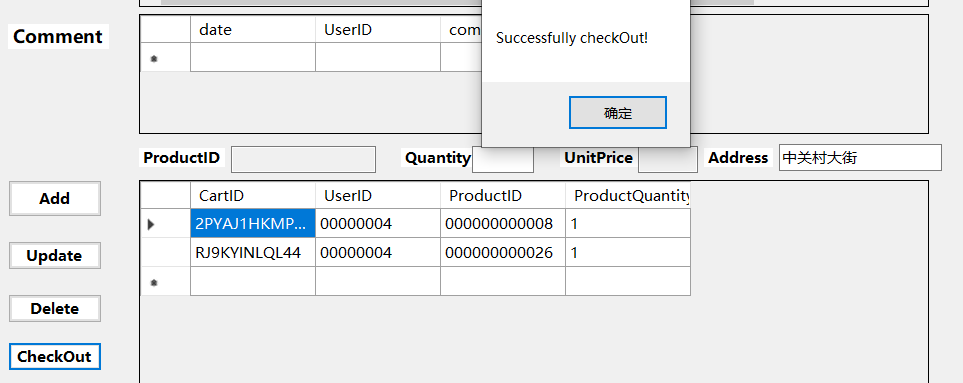 Successfully checkOut!
确定
Comment
date UserID com
ProductID Quantity UnitPrice Address 中关村大街
Add
Update
Delete
CheckOut
CartID UserID ProductID ProductQuantity
2PYAJ1HKMP... 00000004 000000000008 1
RJ9KYINLQL44 00000004 000000000026 1